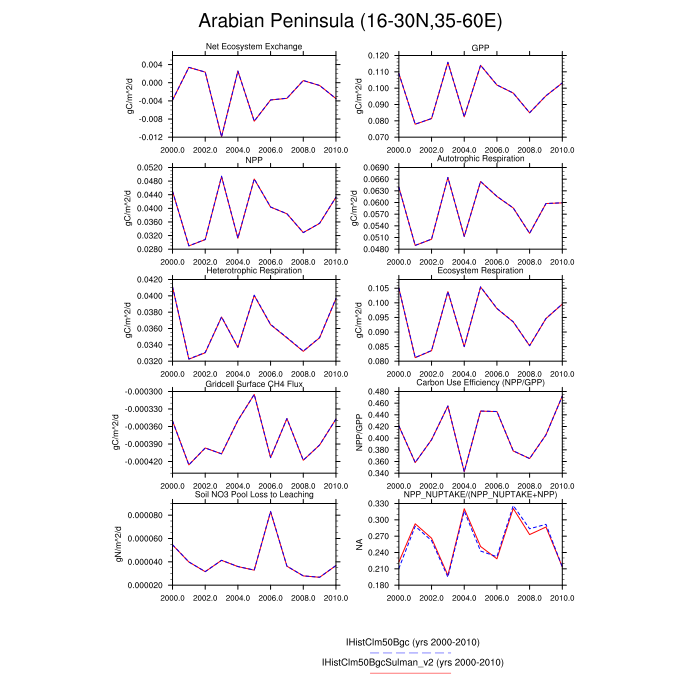 Arabian Peninsula (16-30N,35-60E)
Net Ecosystem Exchange
gC/m^2/d
0.004
0.000
-0.004
-0.008
-0.012
2000.0 2002.0 2004.0 2006.0 2008.0 2010.0
GPP
gC/m^2/d
0.120
0.110
0.100
0.090
0.080
0.070
2000.0 2002.0 2004.0 2006.0 2008.0 2010.0
NPP
gC/m^2/d
0.0520
0.0480
0.0440
0.0400
0.0360
0.0320
0.0280
2000.0 2002.0 2004.0 2006.0 2008.0 2010.0
Autotrophic Respiration
gC/m^2/d
0.0690
0.0660
0.0630
0.0600
0.0570
0.0540
0.0510
0.0480
2000.0 2002.0 2004.0 2006.0 2008.0 2010.0
Heterotrophic Respiration
gC/m^2/d
0.0420
0.0400
0.0380
0.0360
0.0340
0.0320
2000.0 2002.0 2004.0 2006.0 2008.0 2010.0
Ecosystem Respiration
gC/m^2/d
0.105
0.100
0.095
0.090
0.085
0.080
2000.0 2002.0 2004.0 2006.0 2008.0 2010.0
Gridcell Surface CH4 Flux
gC/m^2/d
-0.000300
-0.000330
-0.000360
-0.000390
-0.000420
2000.0 2002.0 2004.0 2006.0 2008.0 2010.0
Carbon Use Efficiency (NPP/GPP)
NPP/GPP
0.480
0.460
0.440
0.420
0.400
0.380
0.360
0.340
2000.0 2002.0 2004.0 2006.0 2008.0 2010.0
Soil NO3 Pool Loss to Leaching
gN/m^2/d
0.000080
0.000060
0.000040
0.000020
2000.0 2002.0 2004.0 2006.0 2008.0 2010.0
NPP_NUPTAKE/(NPP_NUPTAKE+NPP)
NA
0.330
0.300
0.270
0.240
0.210
0.180
2000.0 2002.0 2004.0 2006.0 2008.0 2010.0
IHistClm50Bgc (yrs 2000-2010)
IHistClm50BgcSulman_v2 (yrs 2000-2010)